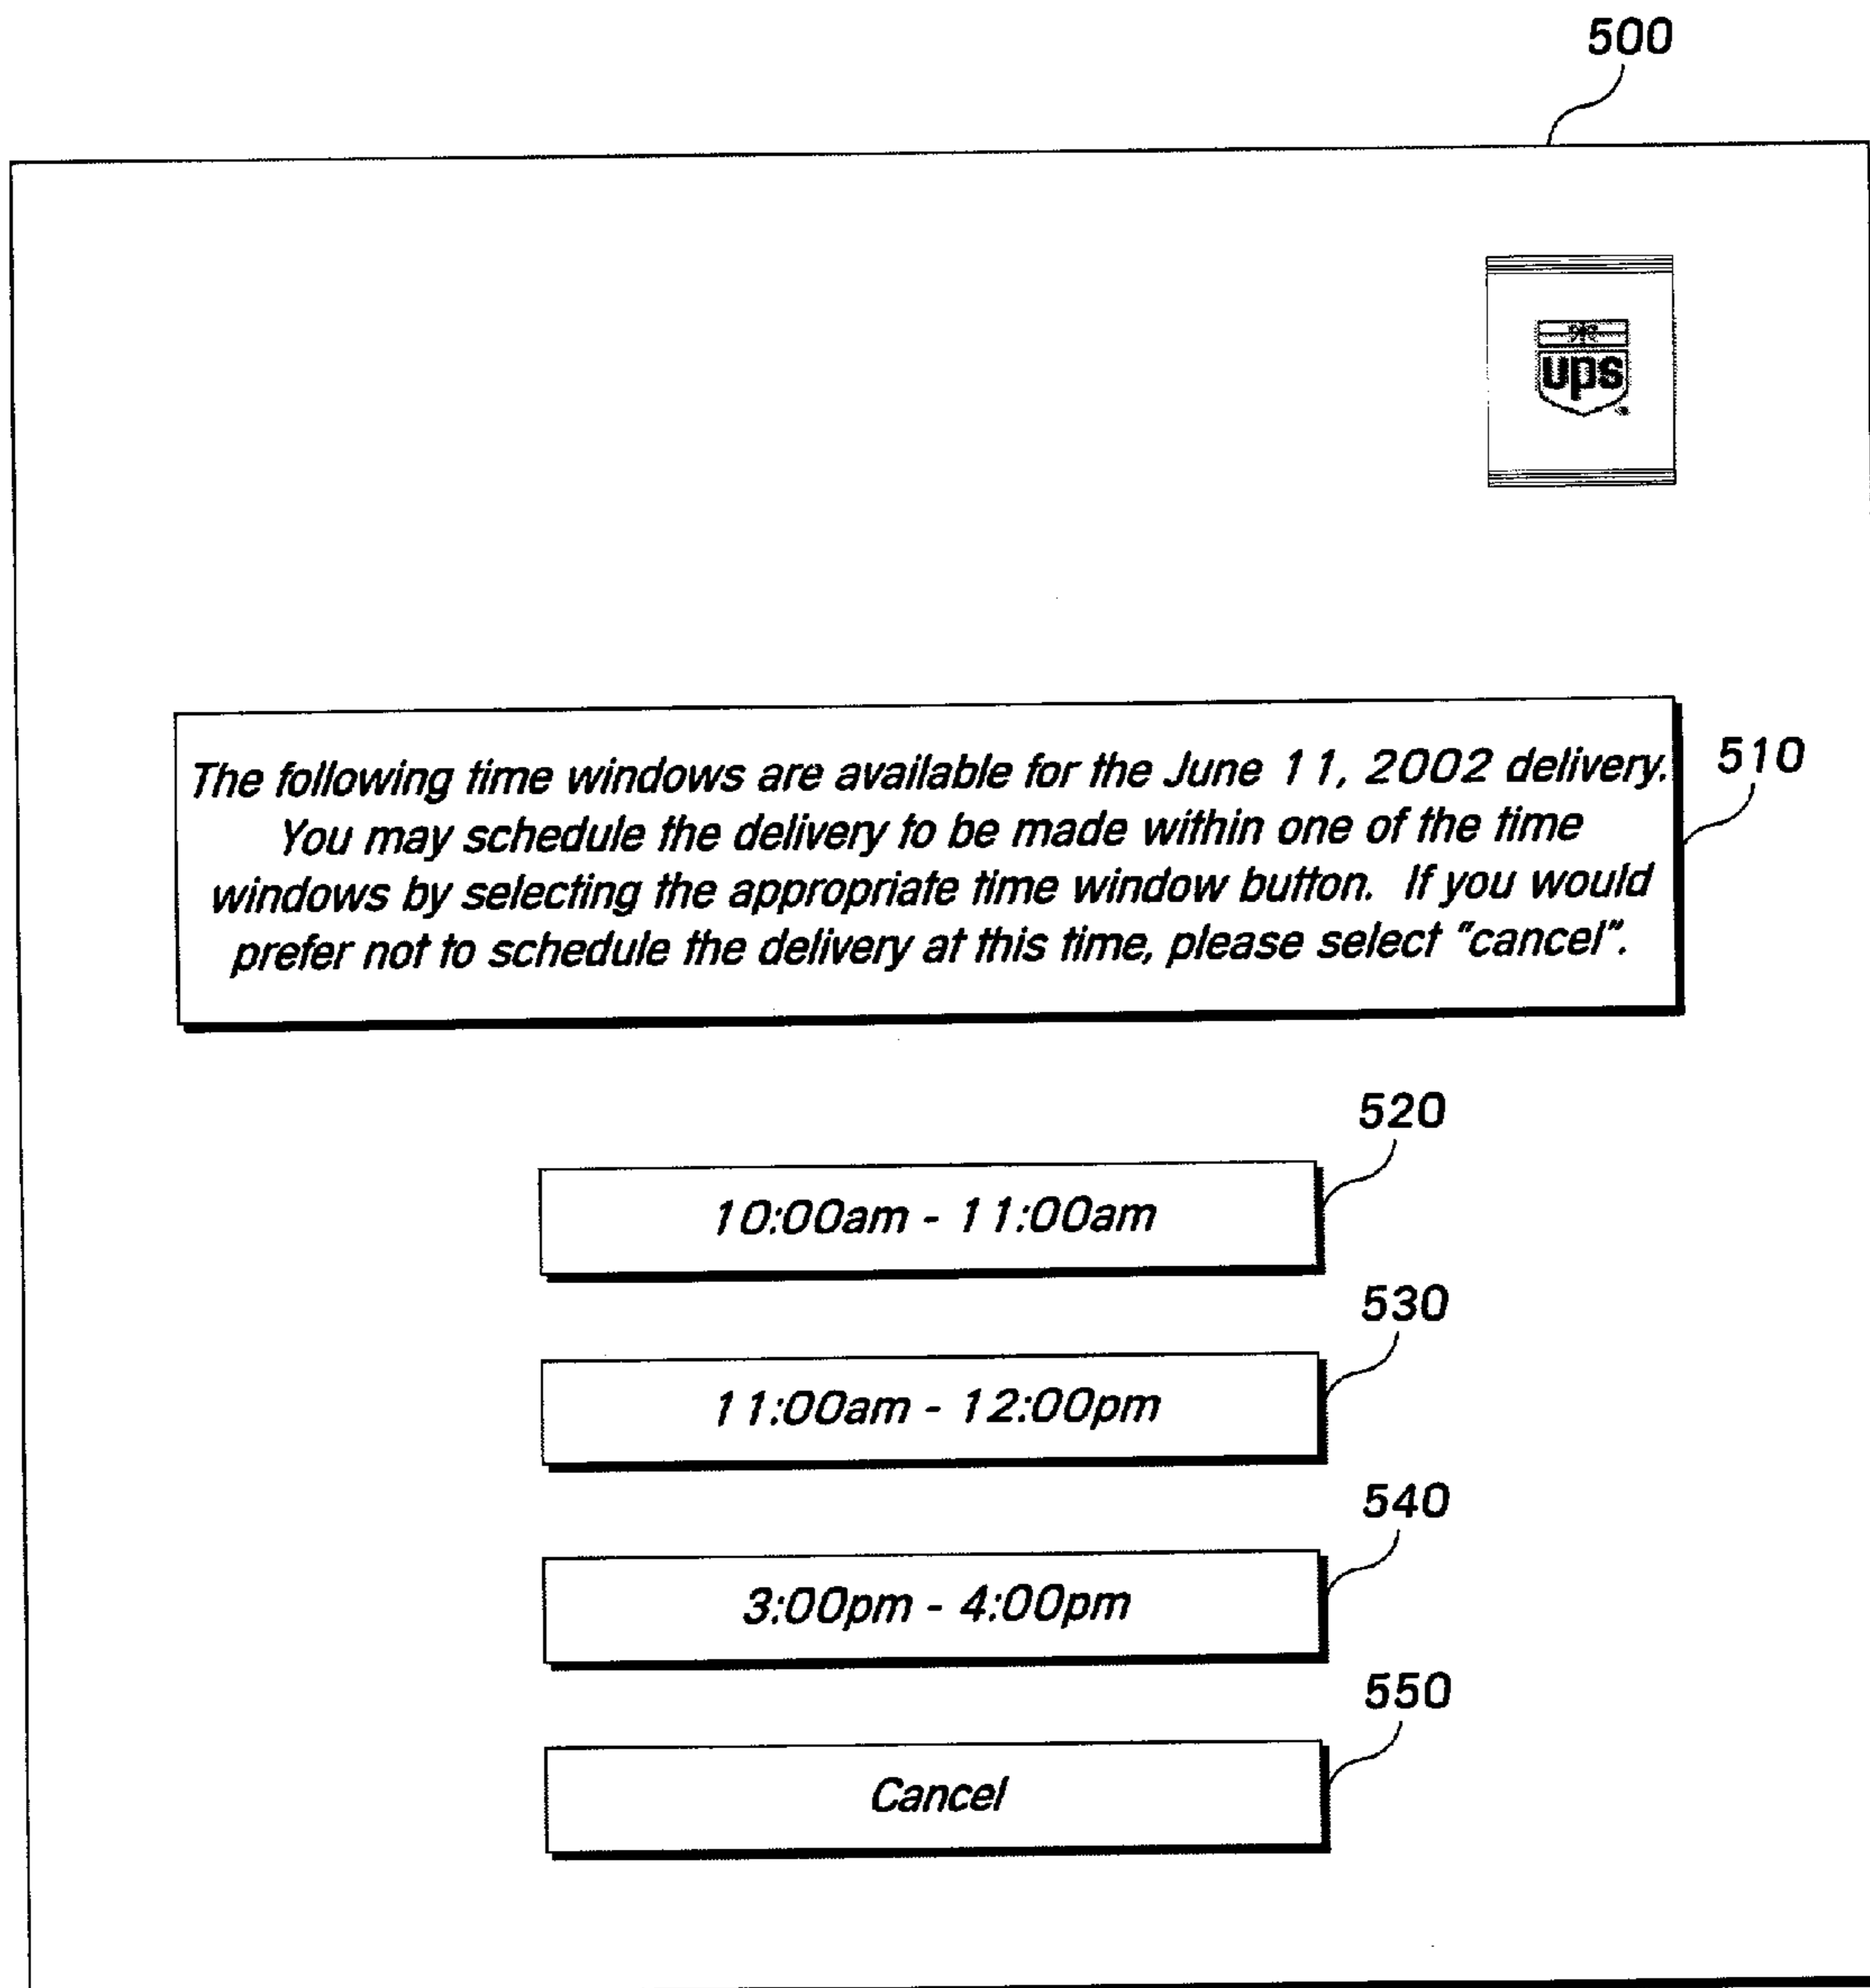 500
ups
The following time windows are available for the June 11, 2002 delivery.
You may schedule the delivery to be made within one of the time
windows by selecting the appropriate time window button. If you would
prefer not to schedule the delivery at this time, please select "cancel".
510
520
10:00am - 11:00am
530
11:00am - 12:00pm
540
3:00pm - 4:00pm
550
Cancel